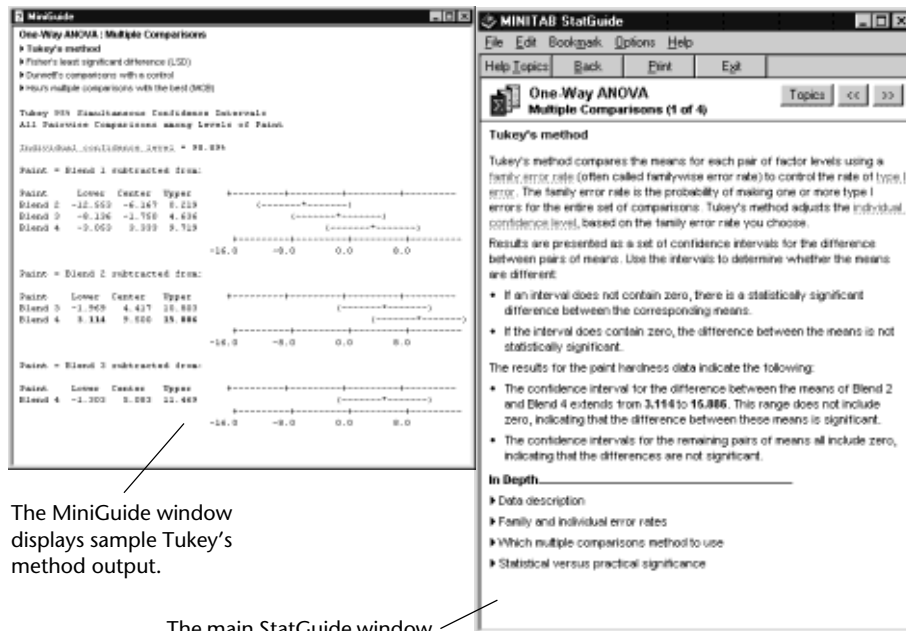 MiniGuide
One-Way ANOVA : Multiple Comparisons
Tukey's method
Fisher's least significant difference (LSD)
Dunnett's comparisons with a control
Hsu's multiple comparisons with the best (MCB)
Tukey 95% Simultaneous Confidence Intervals
All Pairwise Comparisons among Levels of Paint
Individual confidence level = 98.89%
Paint = Blend 1 subtracted from:
Paint Lower Center Upper
Blend 2 -12.553 -6.167 0.219
Blend 3 -8.136 -1.750 4.636
Blend 4 -3.053 3.333 9.719
-16.0 -8.0 0.0 8.0
Paint = Blend 2 subtracted from:
Paint Lower Center Upper
Blend 3 -1.969 4.417 10.803
Blend 4 3.114 9.500 15.886
-16.0 -8.0 0.0 8.0
Paint = Blend 3 subtracted from:
Paint Lower Center Upper
Blend 4 -1.303 5.083 11.469
-16.0 -8.0 0.0 8.0
The MiniGuide window
displays sample Tukey's
method output.
MINITAB StatGuide
File Edit Bookmark Options Help
Help Topics Back Print Exit
One-Way ANOVA
Multiple Comparisons (1 of 4)
Topics << >>
Tukey's method
Tukey's method compares the means for each pair of factor levels using a
family error rate (often called familywise error rate) to control the rate of type I
error. The family error rate is the probability of making one or more type I
errors for the entire set of comparisons. Tukey's method adjusts the individual
confidence level, based on the family error rate you choose.
Results are presented as a set of confidence intervals for the difference
between pairs of means. Use the intervals to determine whether the means
are different:
• If an interval does not contain zero, there is a statistically significant
difference between the corresponding means.
• If the interval does contain zero, the difference between the means is not
statistically significant.
The results for the paint hardness data indicate the following:
• The confidence interval for the difference between the means of Blend 2
and Blend 4 extends from 3.114 to 15.886. This range does not include
zero, indicating that the difference between these means is significant.
• The confidence intervals for the remaining pairs of means all include zero,
indicating that the differences are not significant.
In Depth
Data description
Family and individual error rates
Which multiple comparisons method to use
Statistical versus practical significance
The main StatGuide window